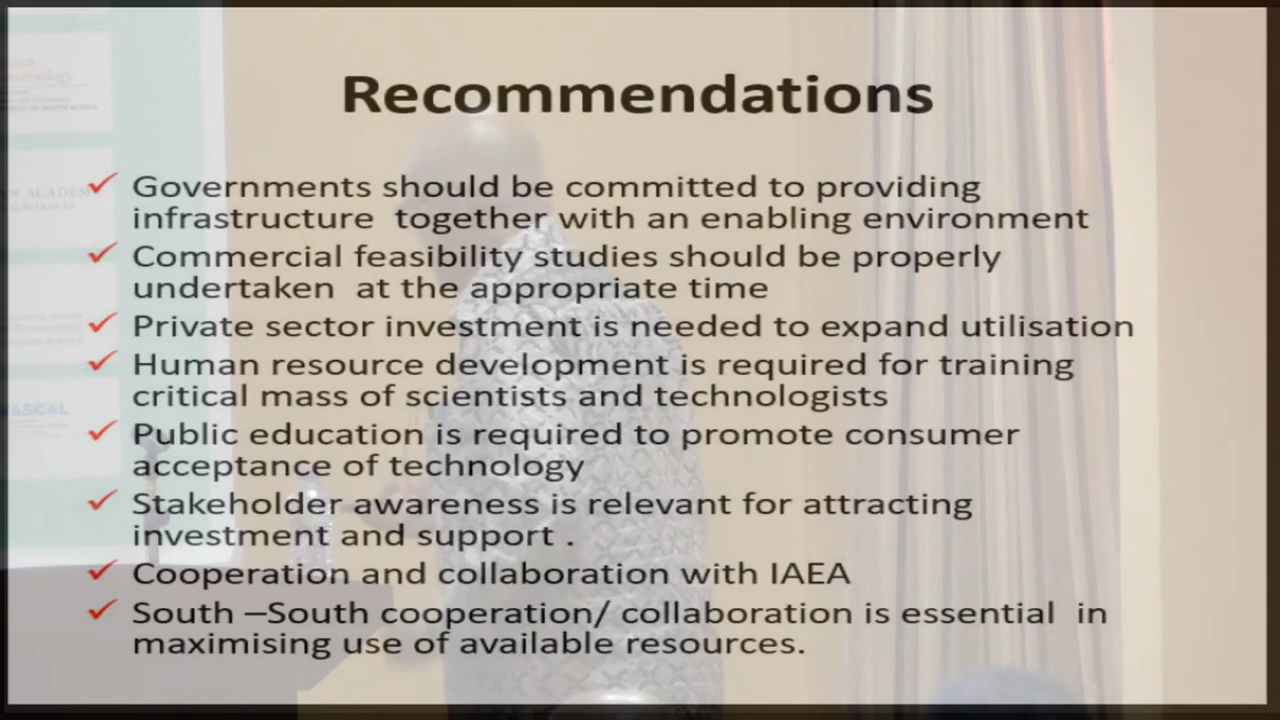 Recommendations
Governments should be committed to providing
infrastructure together with an enabling environment
Commercial feasibility studies should be properly
undertaken at the appropriate time
Private sector investment is needed to expand utilisation
Human resource development is required for training
critical mass of scientists and technologists
Public education is required to promote consumer
acceptance of technology
Stakeholder awareness is relevant for attracting
investment and support .
Cooperation and collaboration with IAEA
South –South cooperation/ collaboration is essential in
maximising use of available resources.